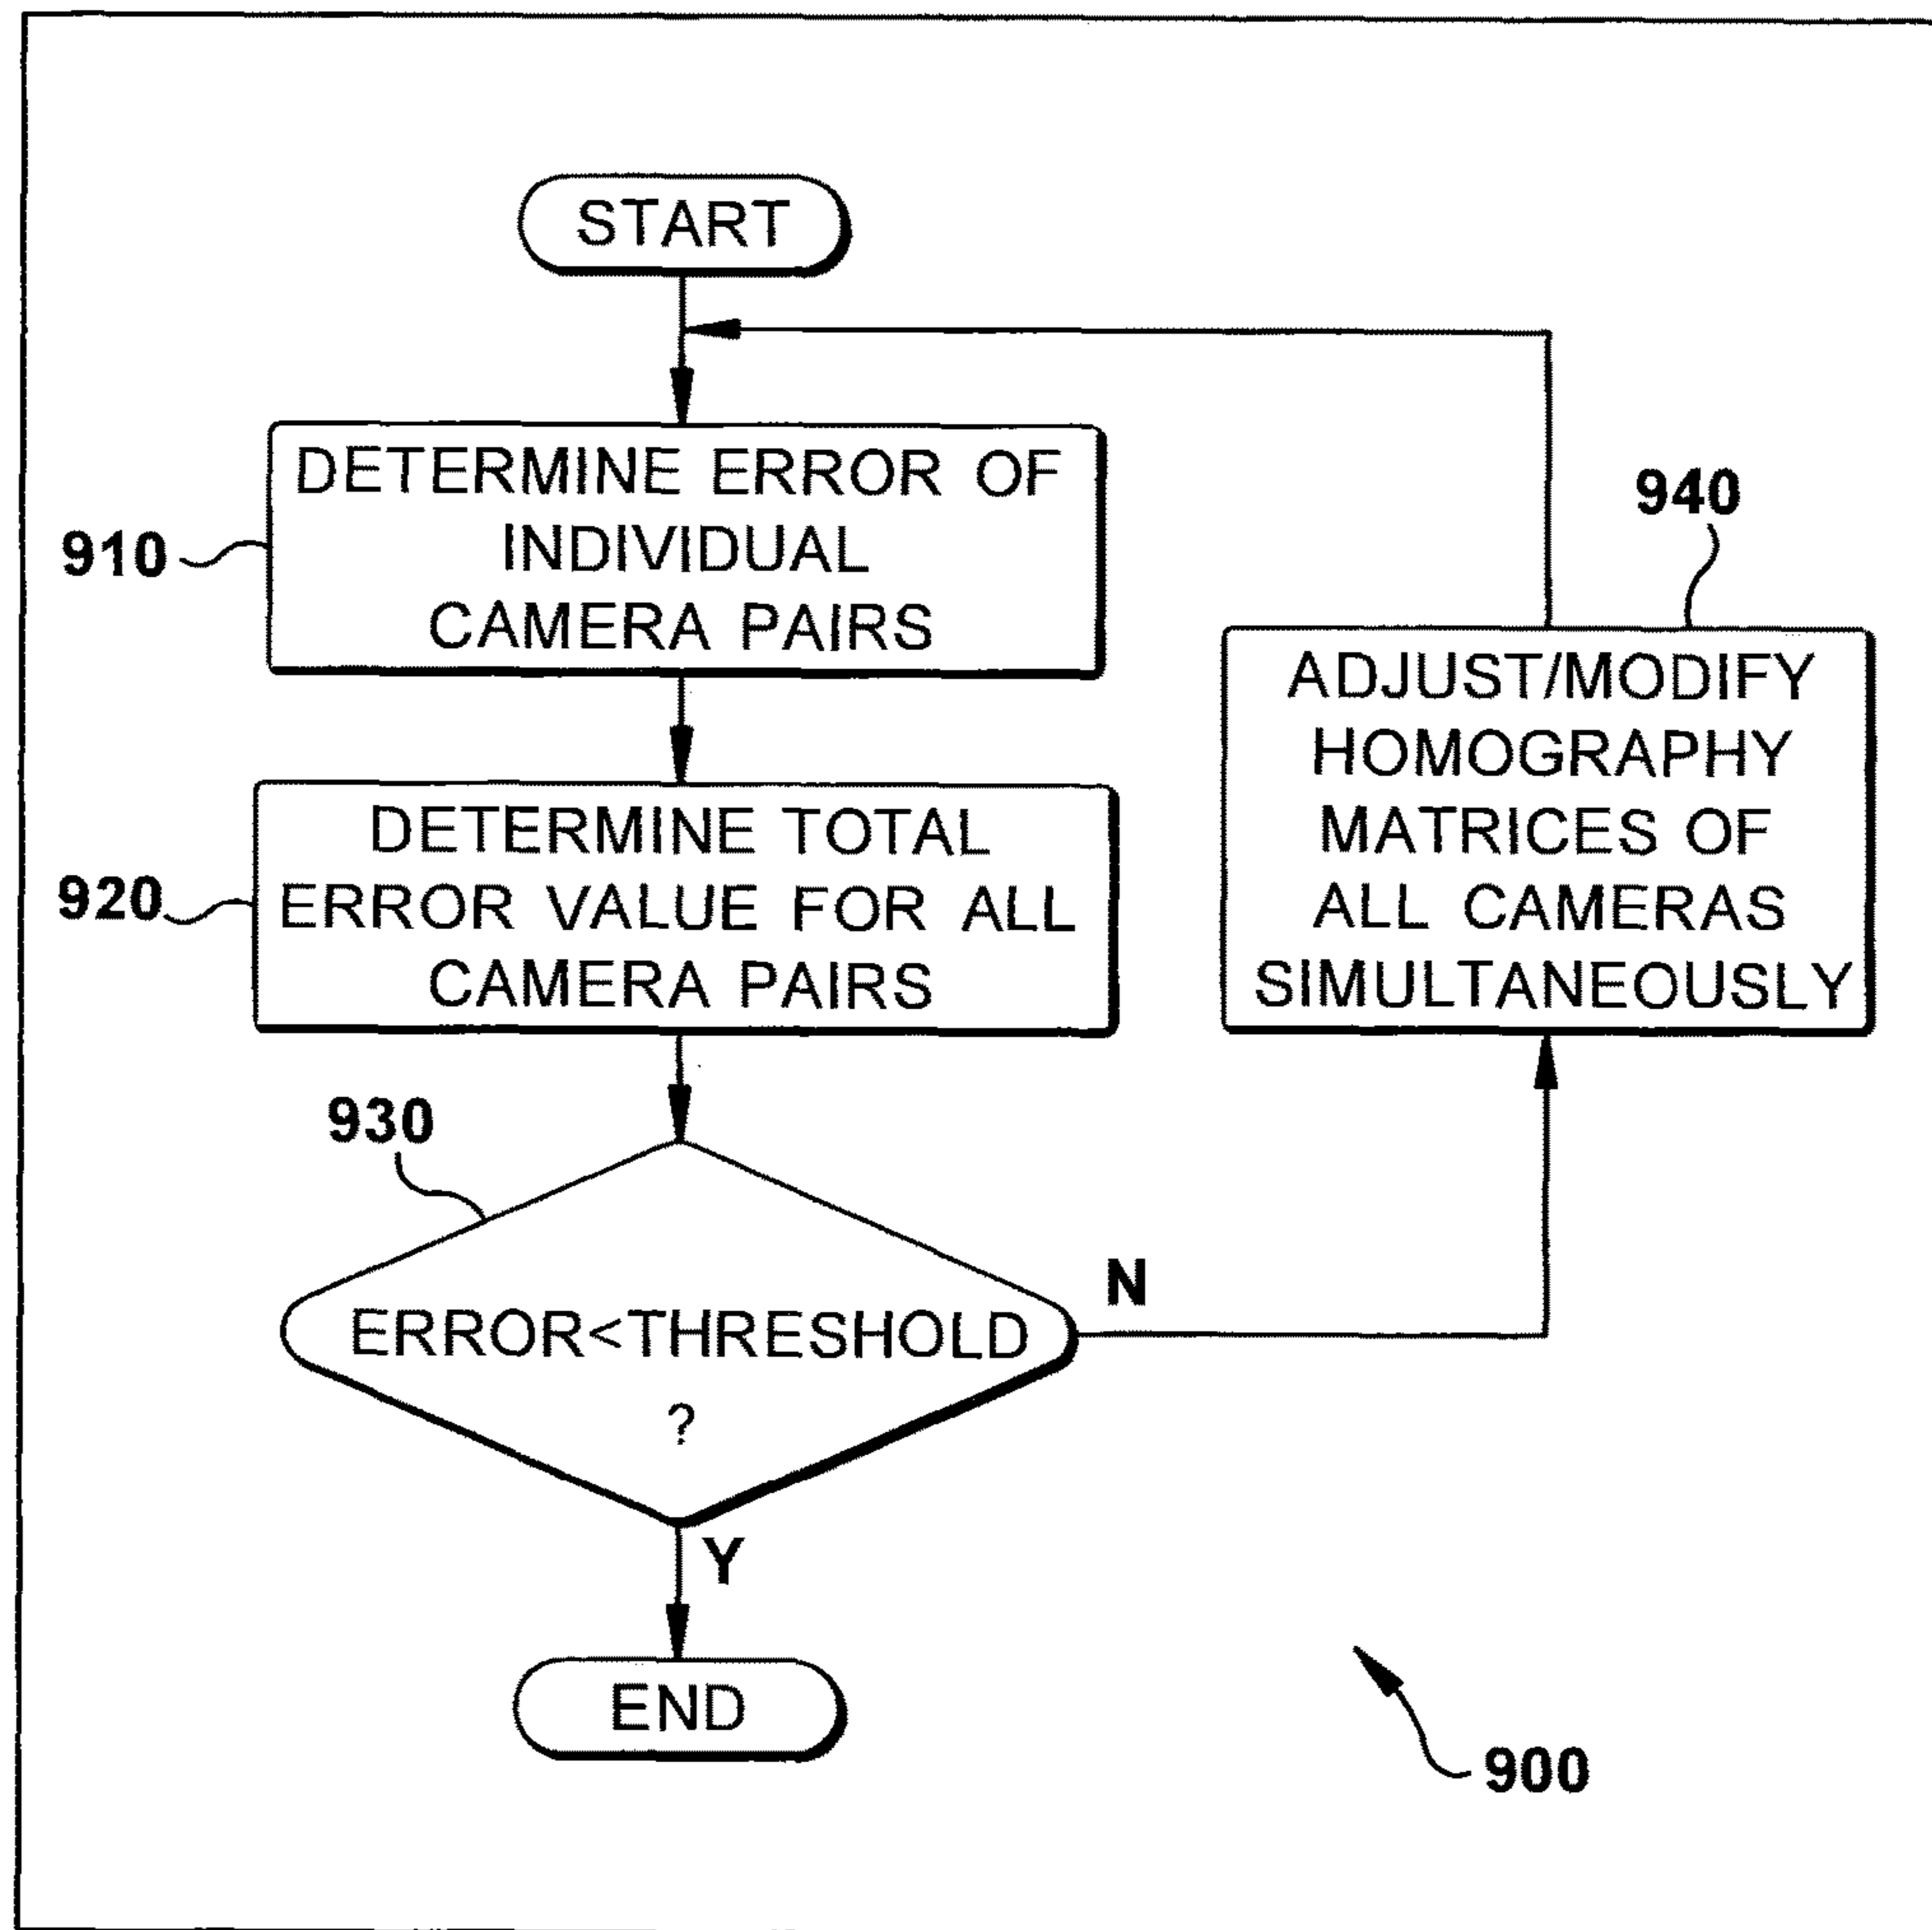 START
DETERMINE ERROR OF
INDIVIDUAL
CAMERA PAIRS
910
940
ADJUST/MODIFY
HOMOGRAPHY
MATRICES OF
ALL CAMERAS
SIMULTANEOUSLY
DETERMINE TOTAL
ERROR VALUE FOR ALL
CAMERA PAIRS
920
930
ERROR<THRESHOLD
?
N
Y
END
900